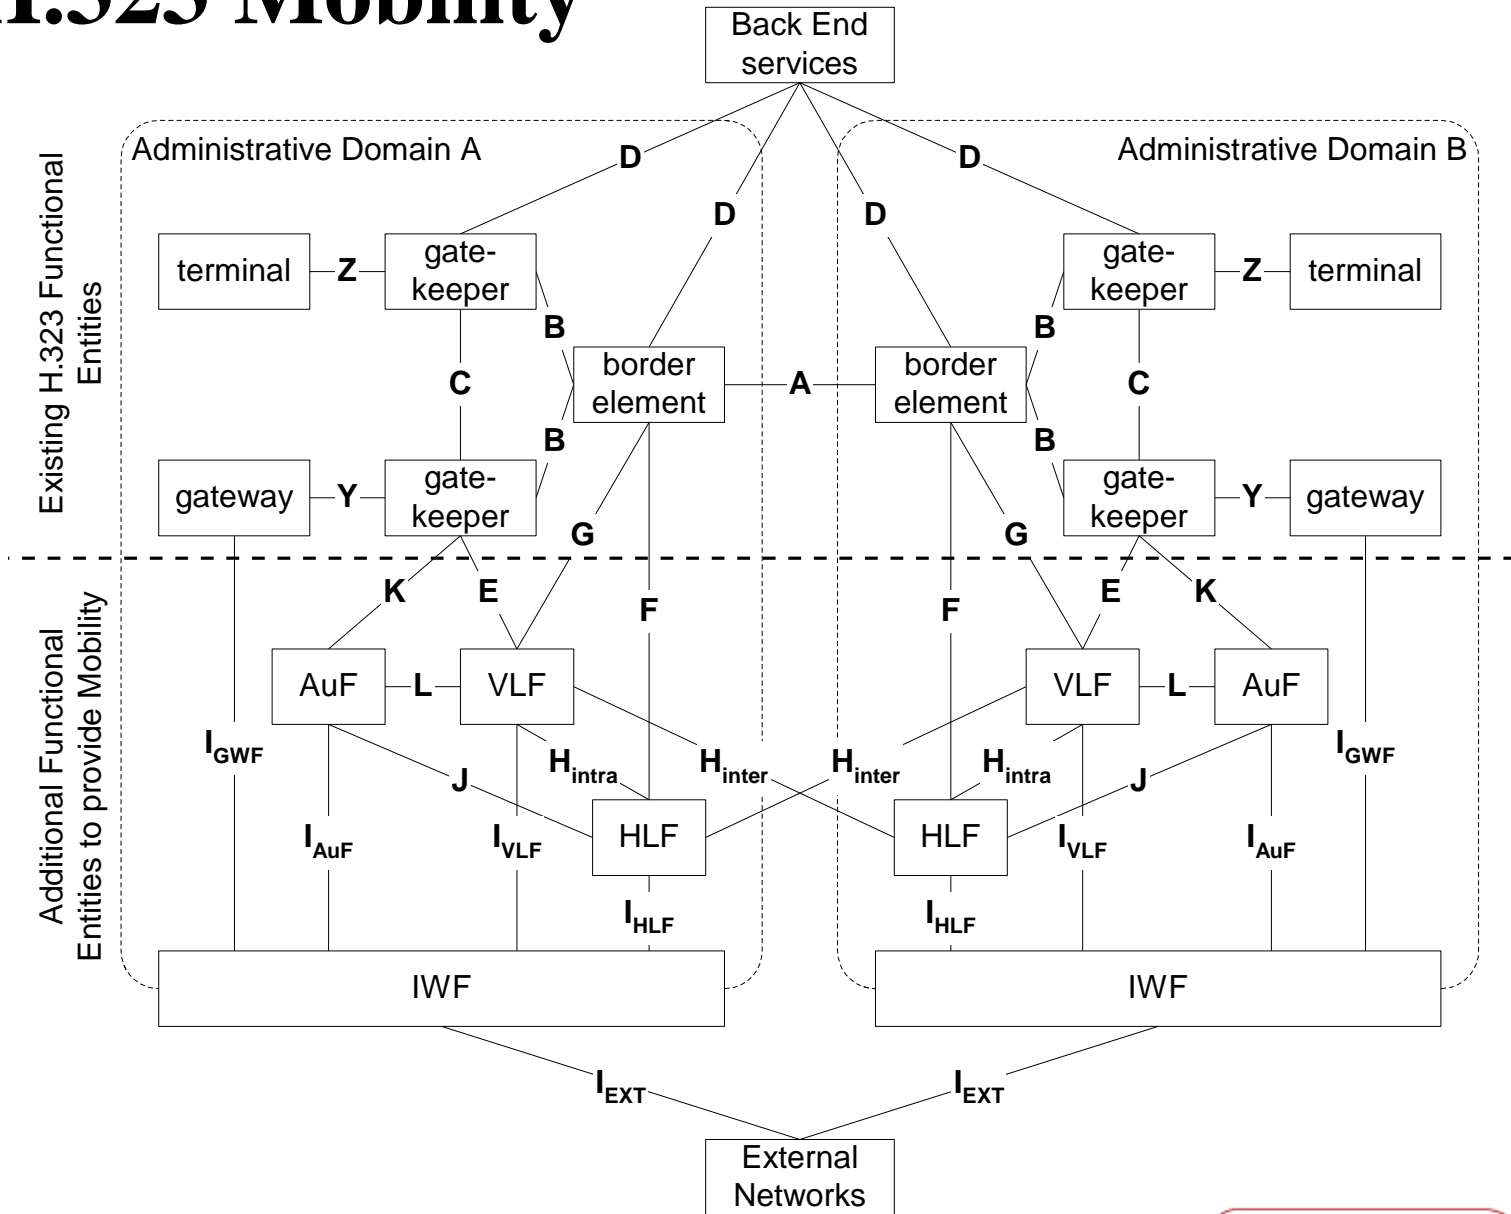 H.323 Mobility
Back End
services
Administrative Domain A
Administrative Domain B
D
D
D
D
Existing H.323 Functional
Entities
terminal
Z
gate-
keeper
B
border
element
A
border
element
B
gate-
keeper
Z
terminal
C
C
B
B
gateway
Y
gate-
keeper
gate-
keeper
Y
gateway
G
G
Additional Functional
Entities to provide Mobility
K
E
F
F
E
K
AuF
L
VLF
VLF
L
AuF
IGWF
J
Hintra
Hinter
Hinter
Hintra
J
IGWF
IAuF
IVLF
HLF
HLF
IVLF
IAuF
IHLF
IHLF
IWF
IWF
IEXT
IEXT
External
Networks